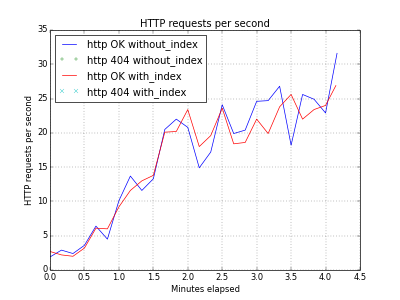 HTTP requests per second
35
30
25
20
15
10
5
0
HTTP requests per second
http OK without_index
http 404 without_index
http OK with_index
http 404 with_index
0.0 0.5 1.0 1.5 2.0 2.5 3.0 3.5 4.0 4.5
Minutes elapsed